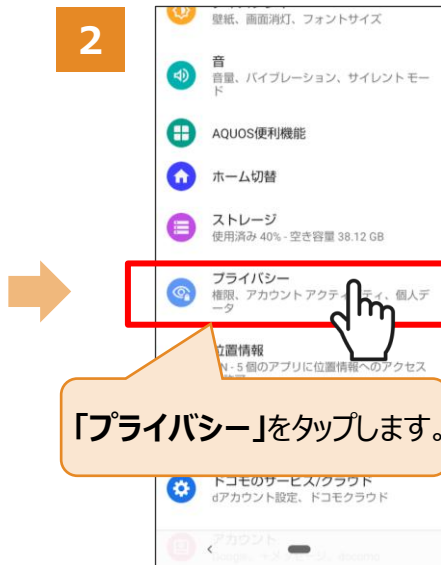 2
壁紙、画面消灯、フォントサイズ
音
音量、バイブレーション、サイレント モー
ド
AQUOS便利機能
ホーム切替
ストレージ
使用済み 40% - 空き容量 38.12 GB
プライバシー
権限、アカウント アクティ ティ、個人デ
ータ
位置情報
N - 5 個のアプリに位置情報へのアクセス
「プライバシー」をタップします。
ドコモのサービス/クラウド
dアカウント設定、ドコモクラウド
アカウント